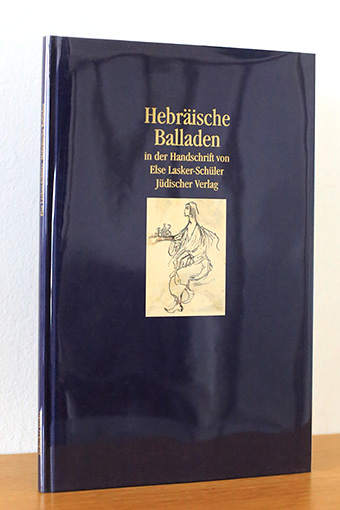 Hebräische
Balladen
in der Handschrift von
Else Lasker-Schüler
Jüdischer Verlag